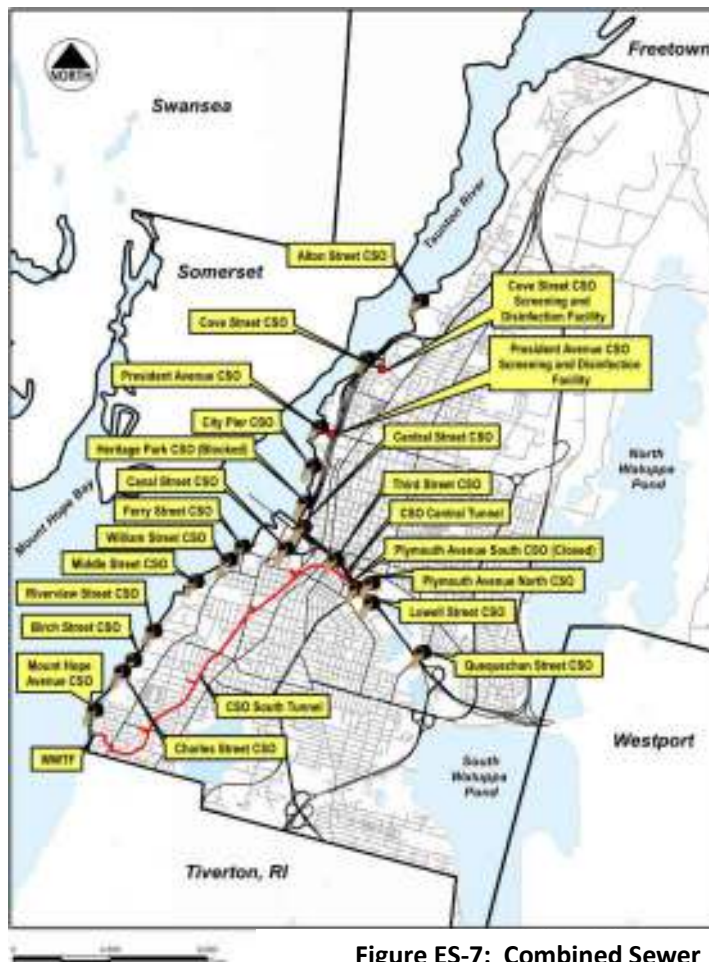 NORTH
Freetown
Swansea
Taunton River
Somerset
Alton Street CSO
Cove Street CSO
Screening and
Disinfection Facility
Cove Street CSO
President Avenue CSO
Screening and Disinfection
Facility
President Avenue CSO
City Pier CSO
Heritage Park CSO (Blocked)
Central Street CSO
North
Watuppa
Pond
Canal Street CSO
Third Street CSO
Mount Hope Bay
Ferry Street CSO
CSO Central Tunnel
William Street CSO
Plymouth Avenue South CSO (Closed)
Middle Street CSO
Plymouth Avenue North CSO
Riverview Street CSO
Lowell Street CSO
Birch Street CSO
Quequechan Street CSO
Mount Hope
Avenue CSO
CSO South Tunnel
Westport
WWTF
Charles Street CSO
South
Watuppa
Pond
Tiverton, RI
Figure ES-7: Combined Sewer